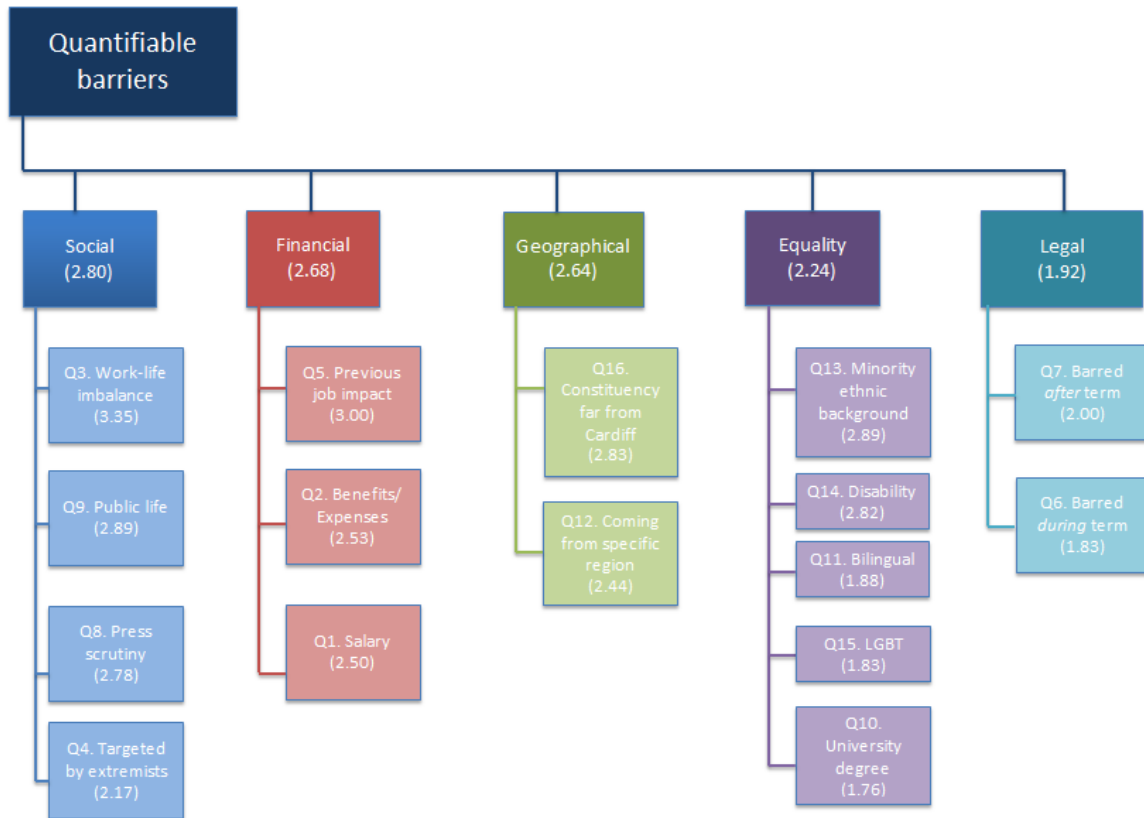 Quantifiable
barriers
Social
(2.80)
Q3. Work-life
imbalance
(3.35)
Q9. Public life
(2.89)
Q8. Press
scrutiny
(2.78)
Q4. Targeted
by extremists
(2.17)
Financial
(2.68)
Q5. Previous
job impact
(3.00)
Q2. Benefits/
Expenses
(2.53)
Q1. Salary
(2.50)
Geographical
(2.64)
Q16.
Constituency
far from
Cardiff
(2.83)
Q12. Coming
from specific
region
(2.44)
Equality
(2.24)
Q13. Minority
ethnic
background
(2.89)
Q14. Disability
(2.82)
Q11. Bilingual
(1.88)
Q15. LGBT
(1.83)
Q10.
University
degree
(1.76)
Legal
(1.92)
Q7. Barred
after term
(2.00)
Q6. Barred
during term
(1.83)